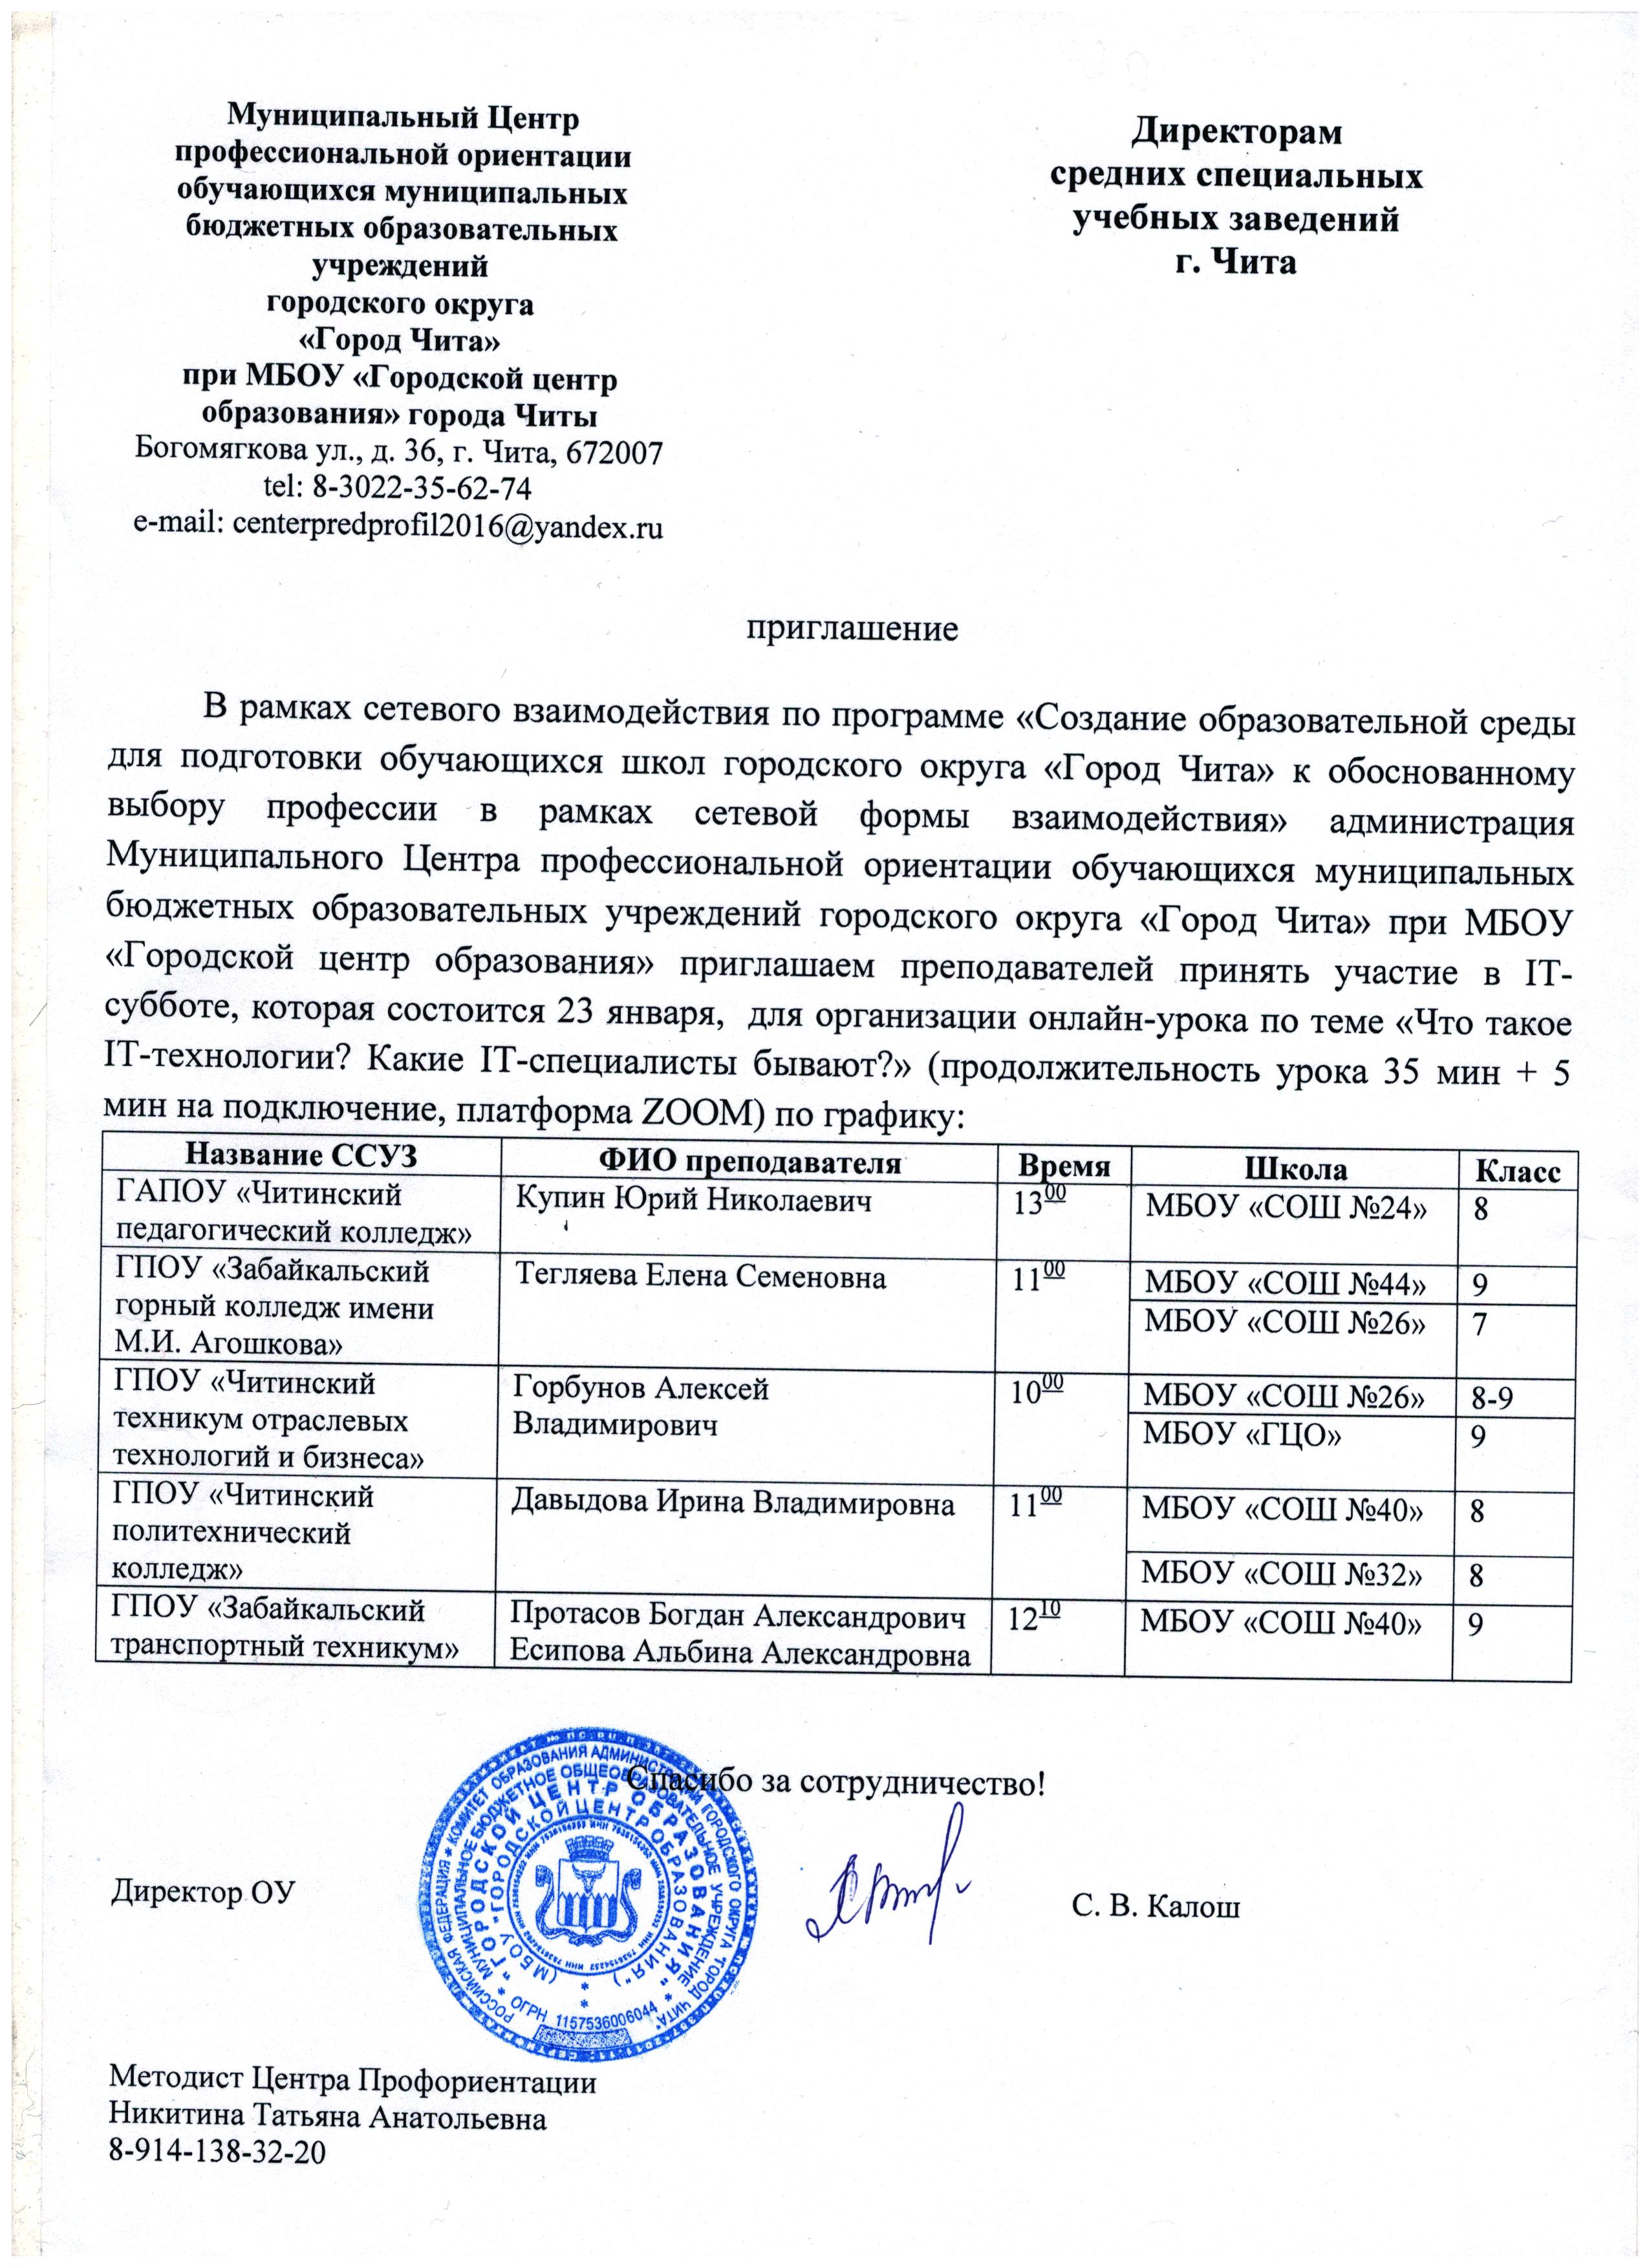 Муниципальный Центр
профессиональной ориентации
обучающихся муниципальных
бюджетных образовательных
учреждений
городского округа
«Город Чита»
при МБОУ «Городской центр
образования» города Читы
Богомягкова ул., д. 36, г. Чита, 672007
tel: 8-3022-35-62-74
e-mail: centerpredprofil2016@yandex.ru
Директорам
средних специальных
учебных заведений
г. Чита
приглашение
В рамках сетевого взаимодействия по программе «Создание образовательной среды
для подготовки обучающихся школ городского округа «Город Чита» к обоснованному
выбору профессии в рамках сетевой формы взаимодействия» администрация
Муниципального Центра профессиональной ориентации обучающихся муниципальных
бюджетных образовательных учреждений городского округа «Город Чита» при МБОУ
«Городской центр образования» приглашаем преподавателей принять участие в IT-
субботе, которая состоится 23 января, для организации онлайн-урока по теме «Что такое
IT-технологии? Какие IT-специалисты бывают?» (продолжительность урока 35 мин + 5
мин на подключение, платформа ZOOM) по графику:
Название ССУЗ ФИО преподавателя Время Школа Класс
ГАПОУ «Читинский Купин Юрий Николаевич 13 00 МБОУ «СОШ №24» 8
педагогический колледж»
ГПОУ «Забайкальский Тегляева Елена Семеновна 11 00 МБОУ «СОШ №44» 9
горный колледж имени МБОУ «СОШ №26» 7
М.И. Агошкова»
ГПОУ «Читинский Горбунов Алексей 10 00 МБОУ «СОШ №26» 8-9
техникум отраслевых Владимирович МБОУ «ГЦО» 9
технологий и бизнеса»
ГПОУ «Читинский Давыдова Ирина Владимировна 11 00 МБОУ «СОШ №40» 8
политехнический
колледж» МБОУ «СОШ №32» 8
ГПОУ «Забайкальский Протасов Богдан Александрович 12 10 МБОУ «СОШ №40» 9
транспортный техникум» Есипова Альбина Александровна
Спасибо за сотрудничество!
Директор ОУ
С. В. Калош
РОССИЙСКАЯ ФЕДЕРАЦИЯ * КОМИТЕТ ОБРАЗОВАНИЯ АДМИНИСТРАЦИИ ГОРОДСКОГО ОКРУГА "ГОРОД ЧИТА"
* МУНИЦИПАЛЬНОЕ БЮДЖЕТНОЕ ОБЩЕОБРАЗОВАТЕЛЬНОЕ УЧРЕЖДЕНИЕ *
"ГОРОДСКОЙ ЦЕНТР ОБРАЗОВАНИЯ"
(МБОУ "ГОРОДСКОЙ ЦЕНТР ОБРАЗОВАНИЯ")
ОГРН 1157536006044
Методист Центра Профориентации
Никитина Татьяна Анатольевна
8-914-138-32-20